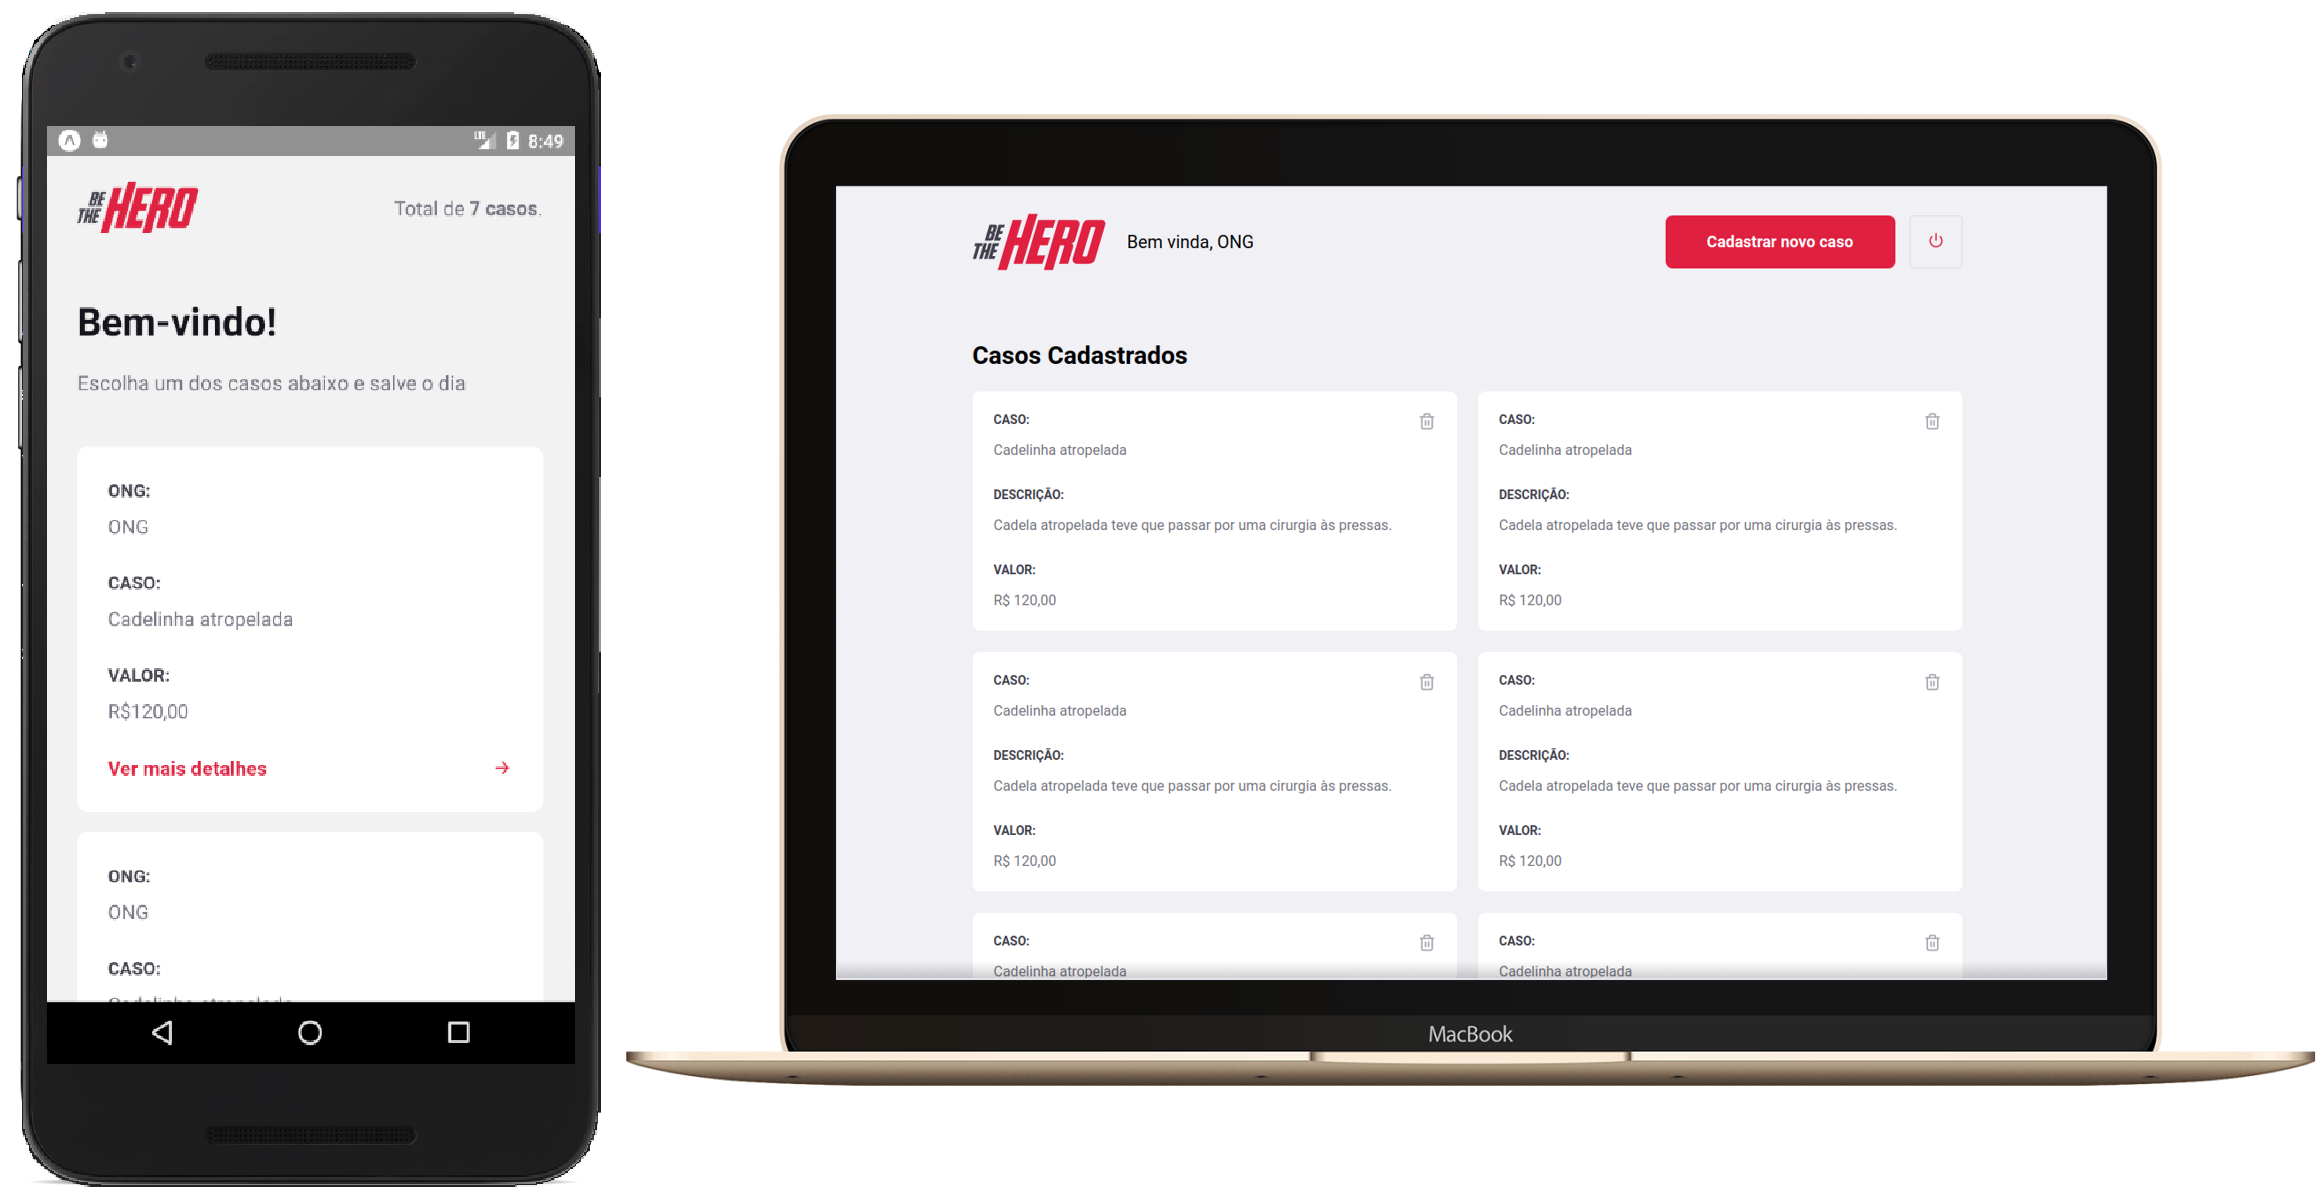 LTE 8:49
BE THE HERO
Total de 7 casos.
Bem-vindo!
Escolha um dos casos abaixo e salve o dia
ONG:
ONG
CASO:
Cadelinha atropelada
VALOR:
R$120,00
Ver mais detalhes
ONG:
ONG
CASO:
Cadelinha atropelada
BE THE HERO
Bem vinda, ONG
Cadastrar novo caso
Casos Cadastrados
CASO:
Cadelinha atropelada
DESCRIÇÃO:
Cadela atropelada teve que passar por uma cirurgia às pressas.
VALOR:
R$ 120,00
CASO:
Cadelinha atropelada
DESCRIÇÃO:
Cadela atropelada teve que passar por uma cirurgia às pressas.
VALOR:
R$ 120,00
CASO:
Cadelinha atropelada
DESCRIÇÃO:
Cadela atropelada teve que passar por uma cirurgia às pressas.
VALOR:
R$ 120,00
CASO:
Cadelinha atropelada
DESCRIÇÃO:
Cadela atropelada teve que passar por uma cirurgia às pressas.
VALOR:
R$ 120,00
CASO:
Cadelinha atropelada
CASO:
Cadelinha atropelada
MacBook